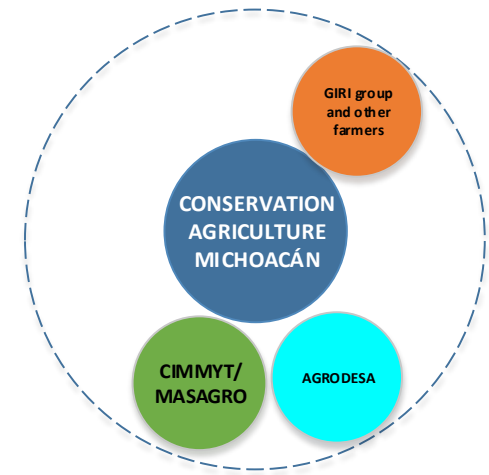 GIRI group
and other
farmers
CONSERVATION
AGRICULTURE
MICHOACÁN
CIMMYT/
MASAGRO
AGRODESA